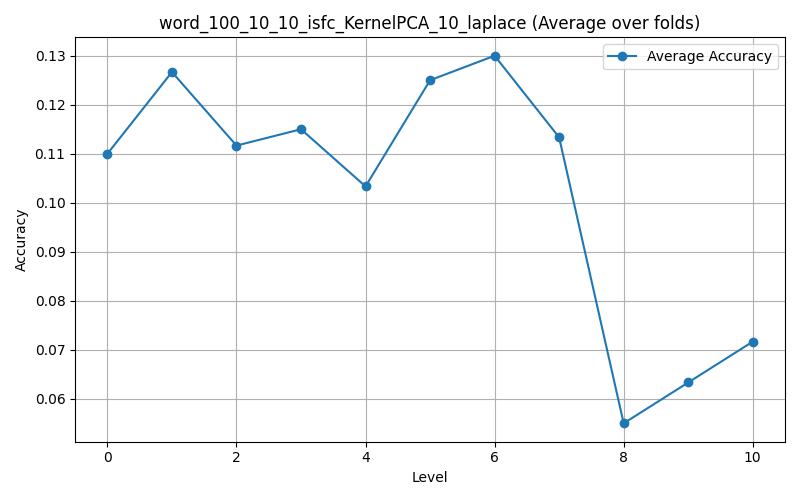 word_100_10_10_isfc_KernelPCA_10_laplace (Average over folds)
Average Accuracy
0.13
0.12
0.11
0.10
0.09
0.08
0.07
0.06
Accuracy
0 2 4 6 8 10
Level